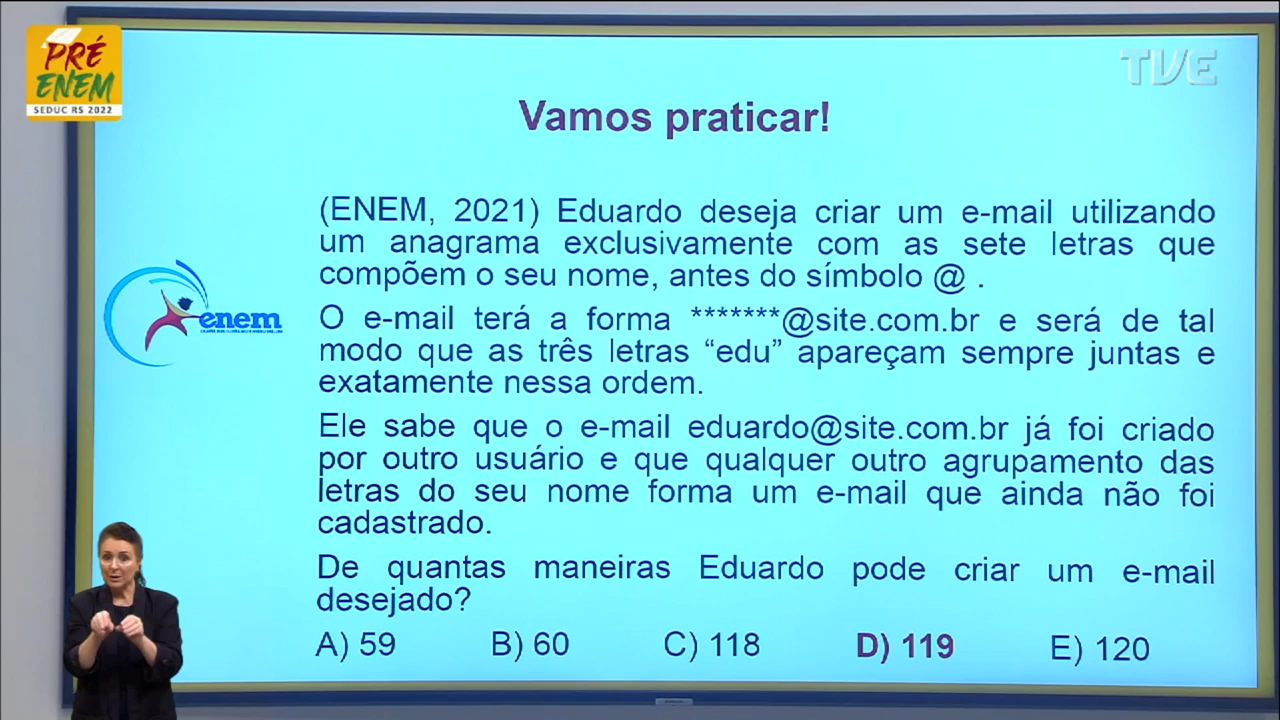 PRÉ
ENEM
SEDUC RS 2022
TVE
Vamos praticar!
(ENEM, 2021) Eduardo deseja criar um e-mail utilizando
um anagrama exclusivamente com as sete letras que
compõem o seu nome, antes do símbolo @ .
enem
O e-mail terá a forma *******@site.com.br e será de tal
modo que as três letras “edu” apareçam sempre juntas e
exatamente nessa ordem.
Ele sabe que o e-mail eduardo@site.com.br já foi criado
por outro usuário e que qualquer outro agrupamento das
letras do seu nome forma um e-mail que ainda não foi
cadastrado.
De quantas maneiras Eduardo pode criar um e-mail
desejado?
A) 59 B) 60 C) 118 D) 119 E) 120